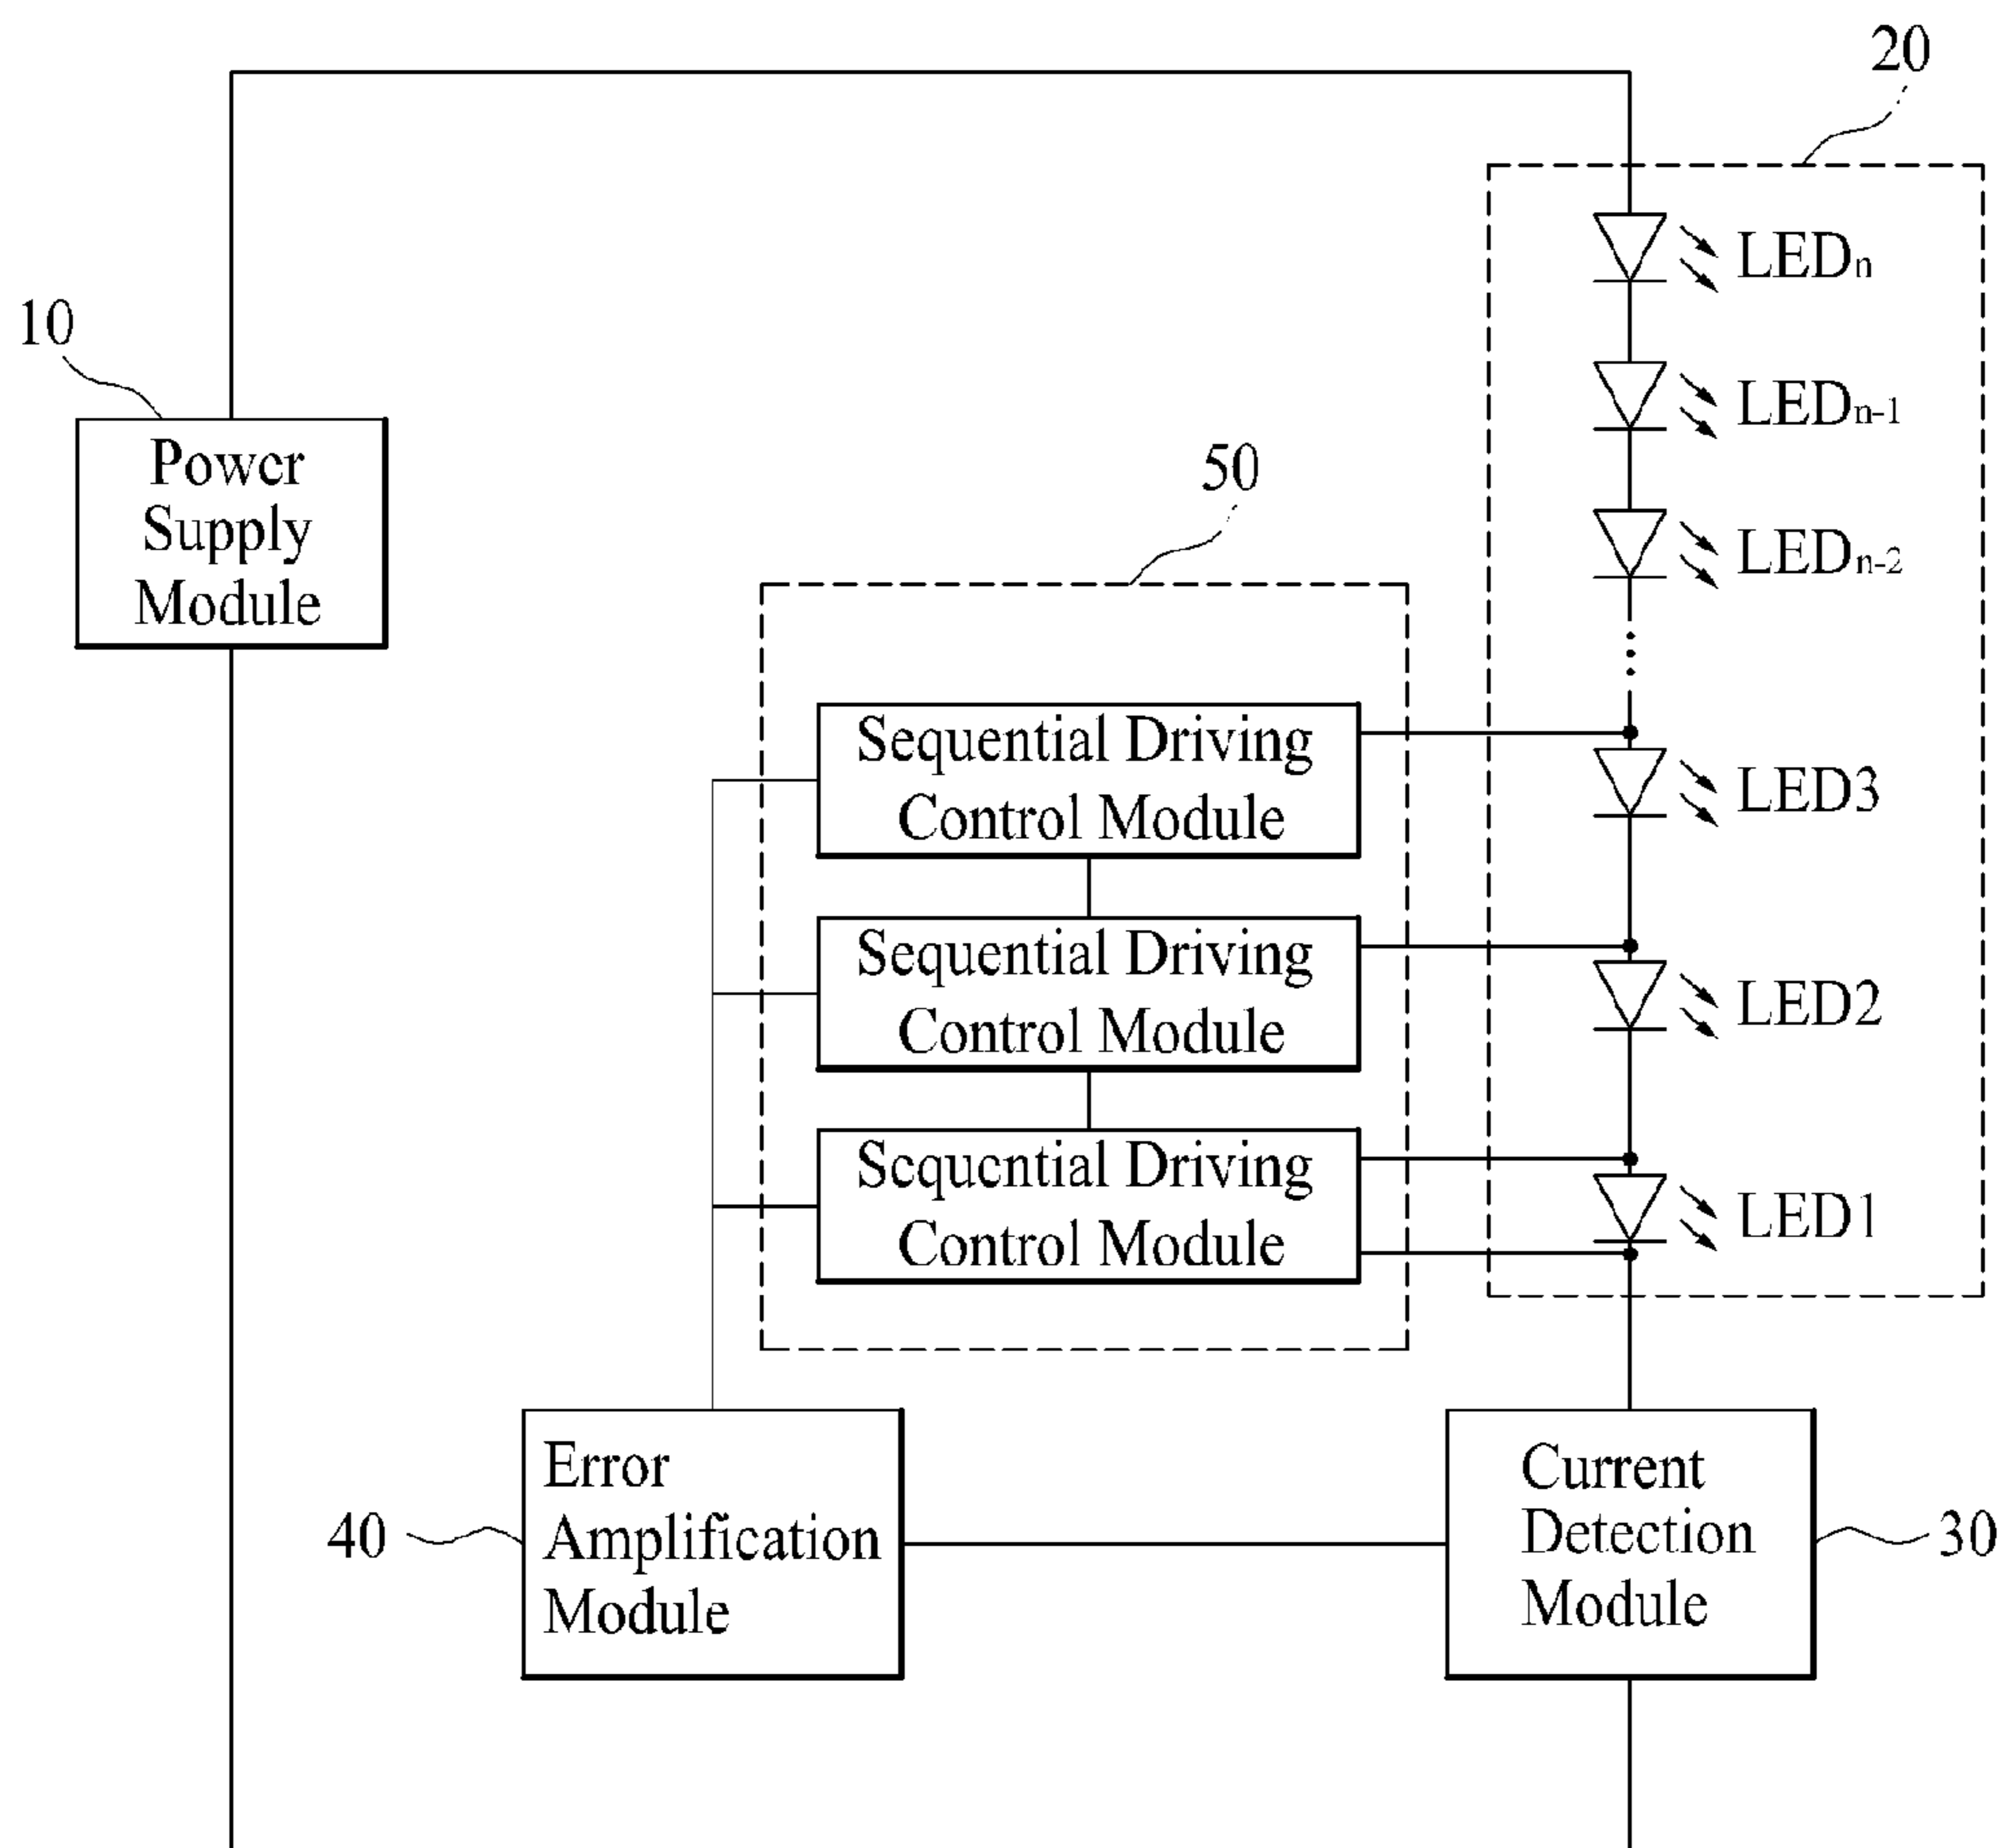 20
LEDn
10
LEDn-1
Power
Supply
Module
50
LEDn-2
Sequential Driving
Control Module
LED3
Sequential Driving
Control Module
LED2
Sequential Driving
Control Module
LED1
Error
Amplification
Module
40
Current
Detection
Module
30